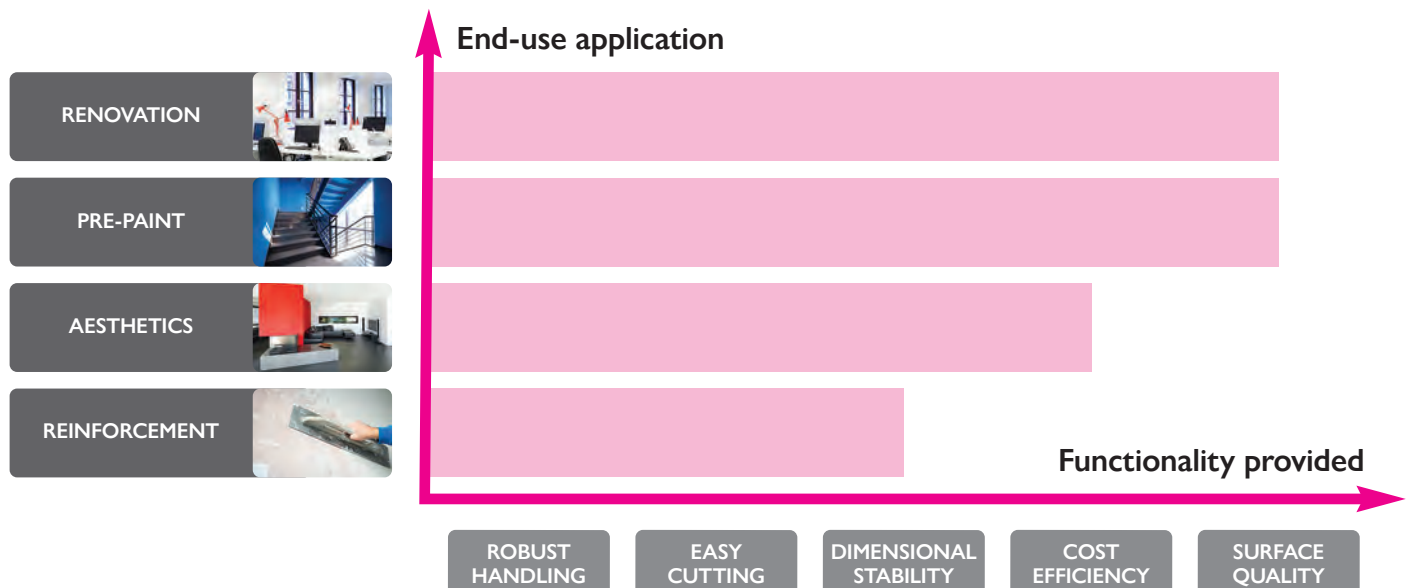 End-use application
RENOVATION
PRE-PAINT
AESTHETICS
REINFORCEMENT
Functionality provided
ROBUST
HANDLING
EASY
CUTTING
DIMENSIONAL
STABILITY
COST
EFFICIENCY
SURFACE
QUALITY